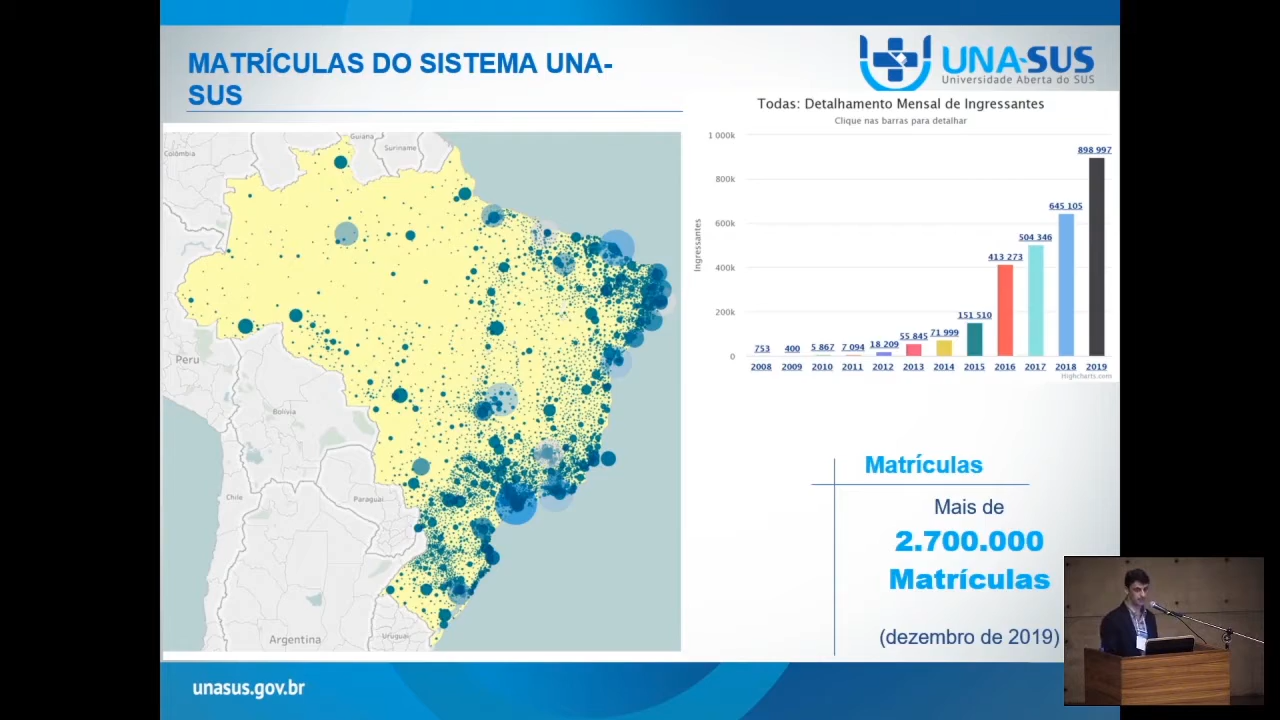 MATRÍCULAS DO SISTEMA UNA-
SUS
UNA-SUS
Universidade Aberta do SUS
Todas: Detalhamento Mensal de Ingressantes
Clique nas barras para detalhar
1 000k
800k
600k
400k
200k
0
Ingressantes
753
400
5 867
7 094
18 209
55 845
71 999
151 510
413 273
504 346
645 105
898 997
2008
2009
2010
2011
2012
2013
2014
2015
2016
2017
2018
2019
Highcharts.com
Colômbia
Guiana
Suriname
Peru
Bolívia
Chile
Paraguai
Argentina
Uruguai
Matrículas
Mais de
2.700.000
Matrículas
(dezembro de 2019)
unasus.gov.br